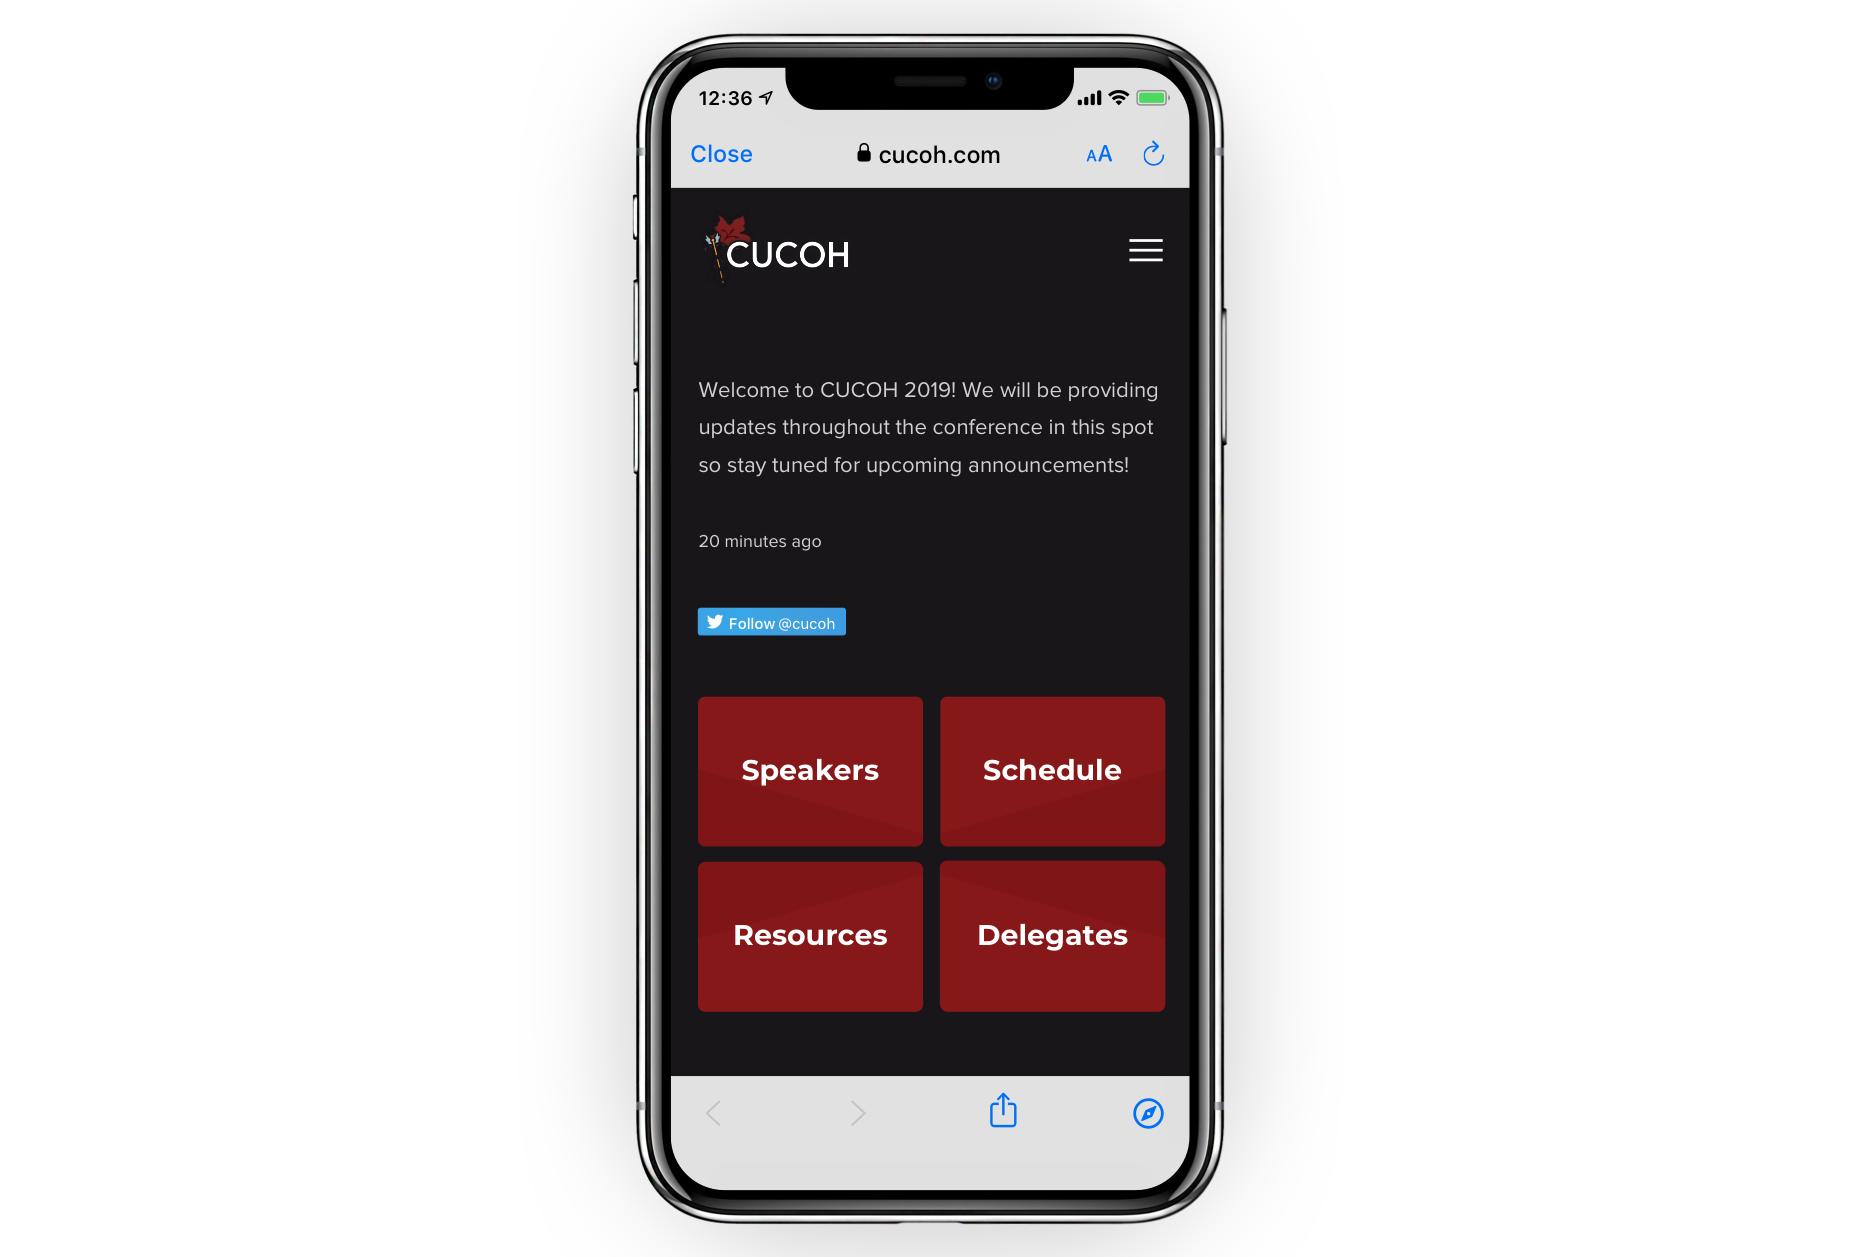 12:36
Close
cucoh.com
AA
CUCOH
Welcome to CUCOH 2019! We will be providing
updates throughout the conference in this spot
so stay tuned for upcoming announcements!
20 minutes ago
Follow @cucoh
Speakers
Schedule
Resources
Delegates